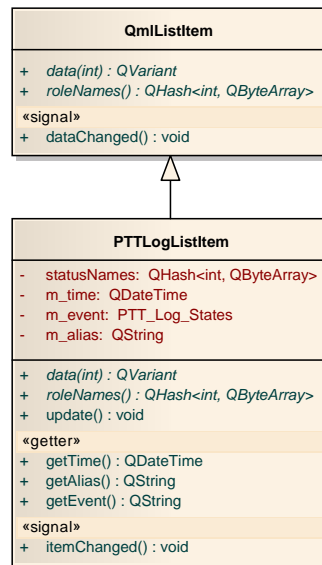 QmlListItem
+ data(int) : QVariant
+ roleNames() : QHash<int, QByteArray>
«signal»
+ dataChanged() : void
PTTLogListItem
- statusNames: QHash<int, QByteArray>
- m_time: QDateTime
- m_event: PTT_Log_States
- m_alias: QString
+ data(int) : QVariant
+ roleNames() : QHash<int, QByteArray>
+ update() : void
«getter»
+ getTime() : QDateTime
+ getAlias() : QString
+ getEvent() : QString
«signal»
+ itemChanged() : void